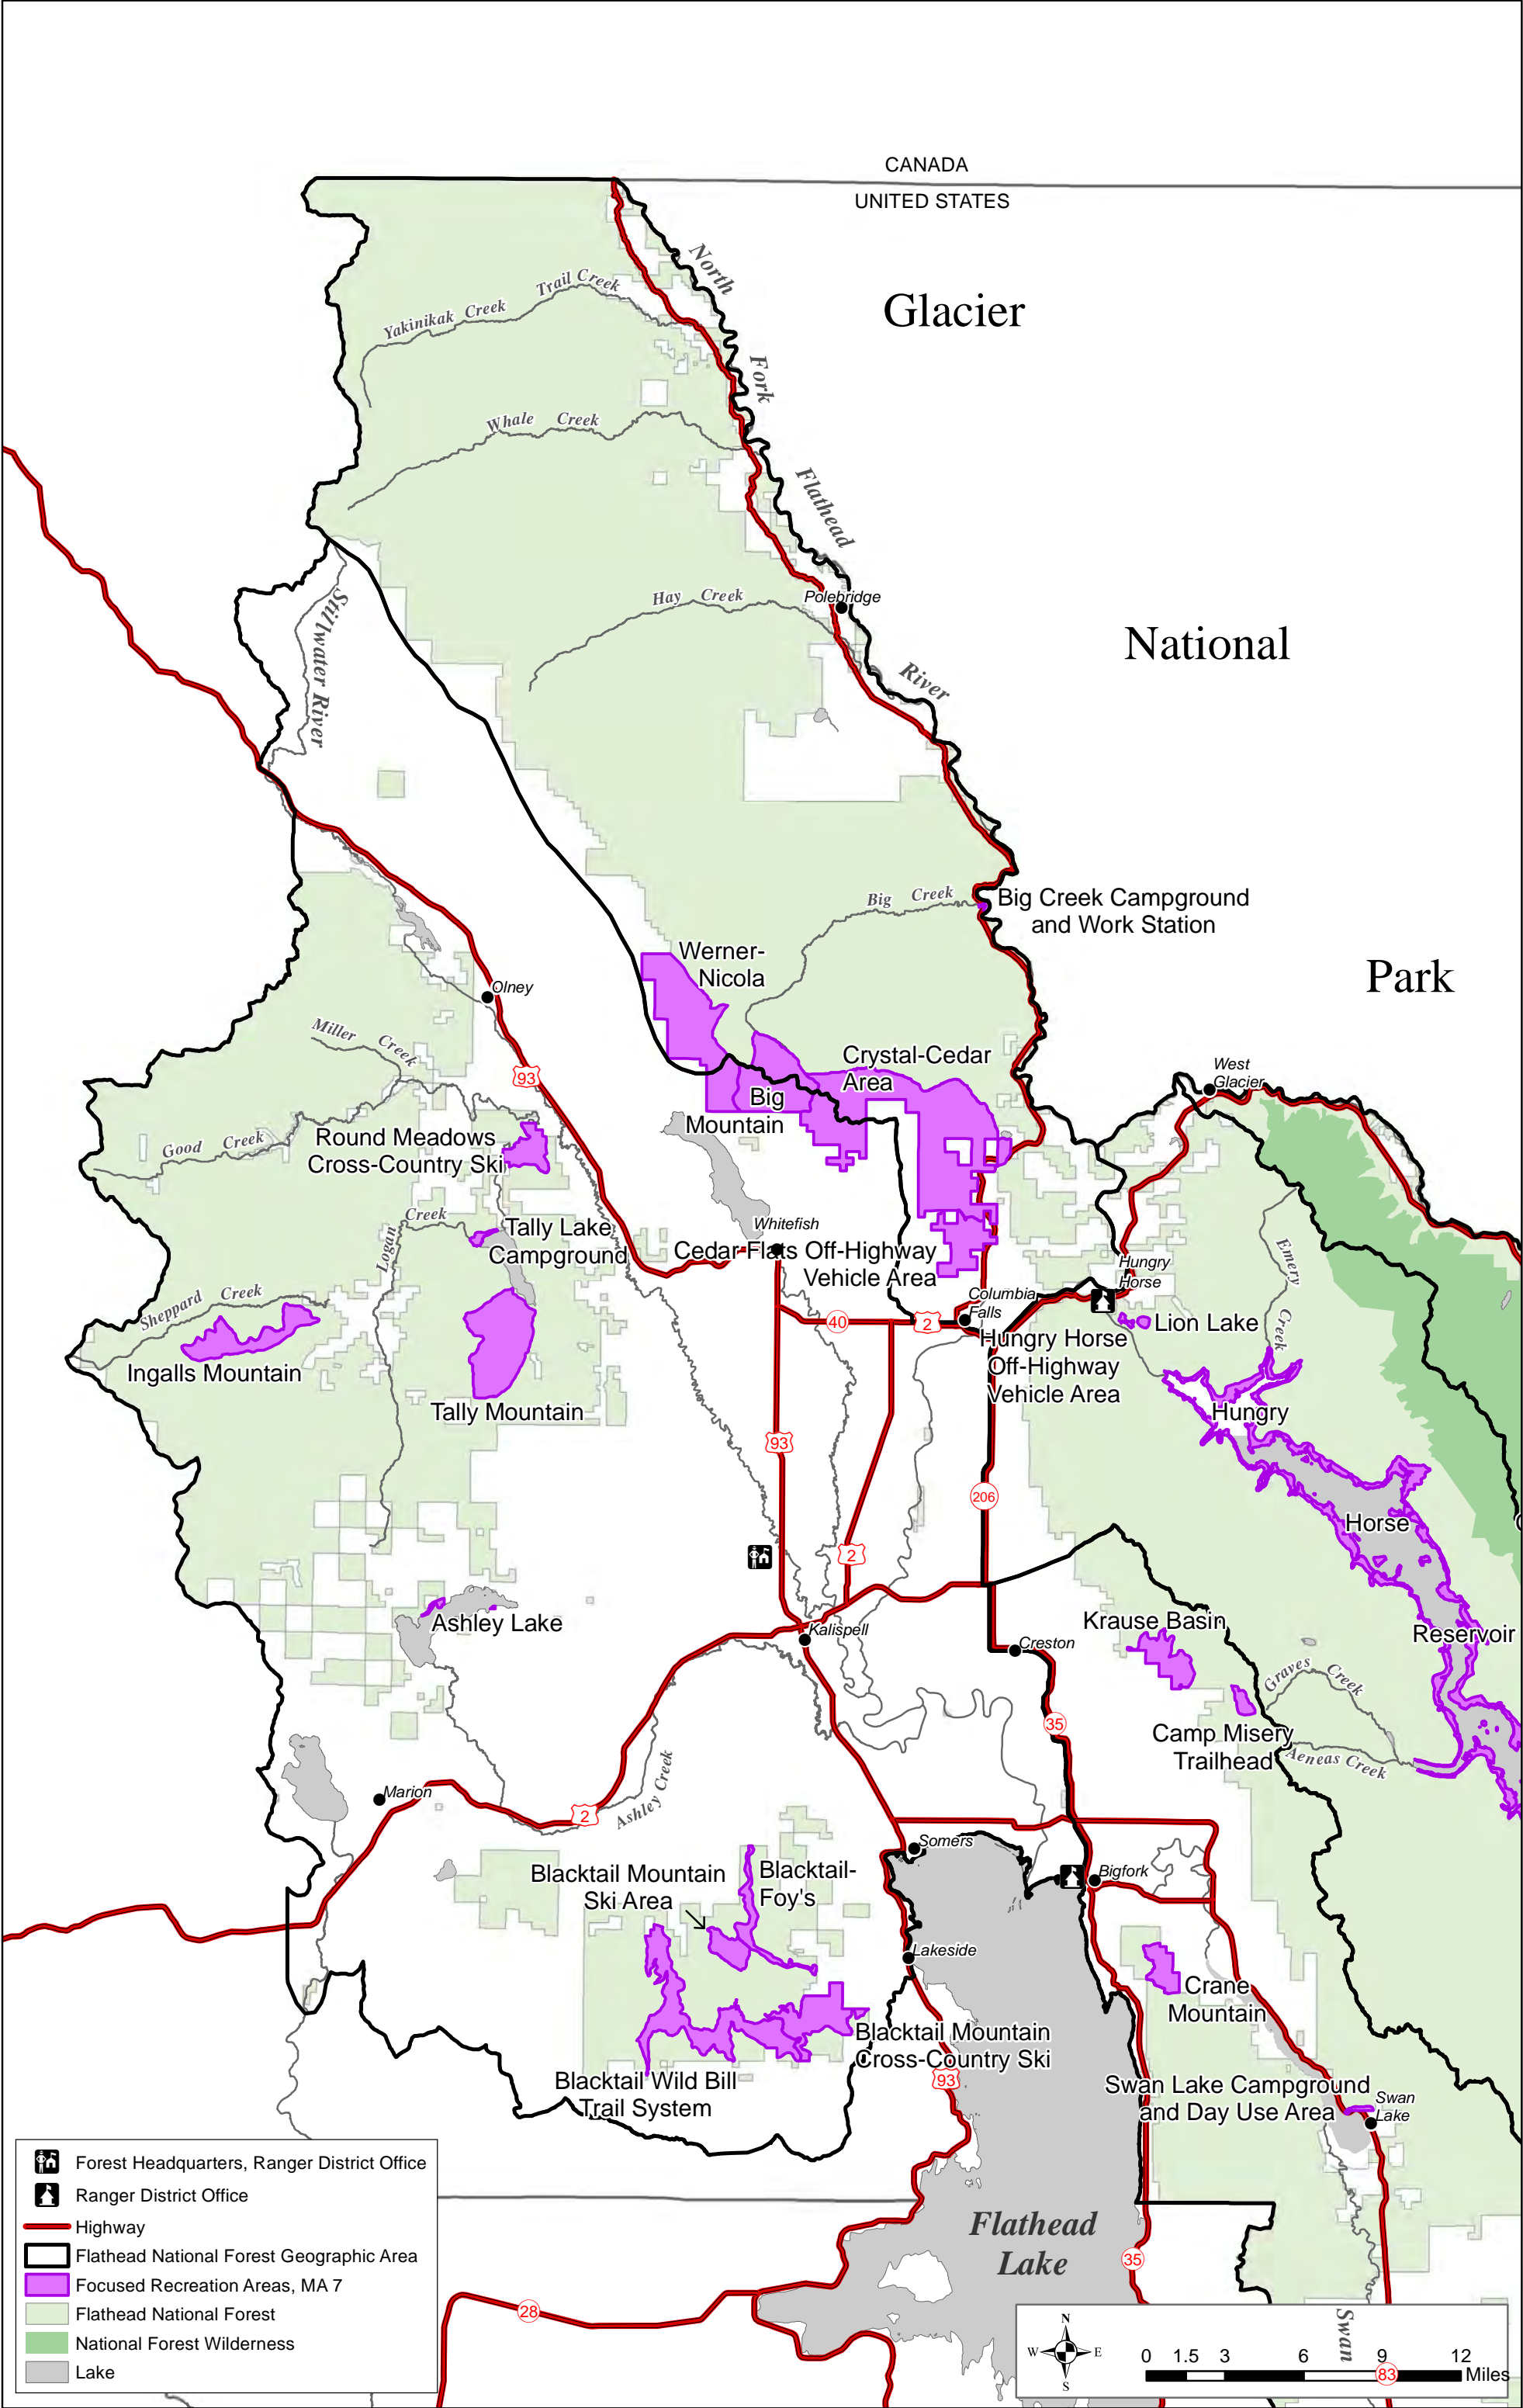 CANADA
UNITED STATES
North
Fork
Flathead
River
Glacier
National
Park
Yakinikak Creek
Trail Creek
Whale Creek
Hay Creek
Polebridge
Stillwater River
Big Creek
Big Creek Campground
and Work Station
Werner-
Nicola
Olney
Miller Creek
93
Crystal-Cedar
Area
Big
Mountain
West
Glacier
Good Creek
Round Meadows
Cross-Country Ski
Logan
Creek
Tally Lake
Campground
Whitefish
Cedar Flats Off-Highway
Vehicle Area
Hungry
Horse
Emery
Creek
Sheppard Creek
Ingalls Mountain
Tally Mountain
40
2
Columbia
Falls
Lion Lake
Hungry Horse
Off-Highway
Vehicle Area
Hungry
Horse
Reservoir
93
206
2
Ashley Lake
Kalispell
Creston
Krause Basin
Graves Creek
Camp Misery
Trailhead
Aeneas Creek
35
Marion
2
Ashley Creek
Somers
Bigfork
Blacktail Mountain
Ski Area
Blacktail-
Foy's
Lakeside
Crane
Mountain
Blacktail Mountain
Cross-Country Ski
93
Blacktail Wild Bill
Trail System
Swan Lake Campground
and Day Use Area
Swan
Lake
Flathead
Lake
35
28
Swan
83
Forest Headquarters, Ranger District Office
Ranger District Office
Highway
Flathead National Forest Geographic Area
Focused Recreation Areas, MA 7
Flathead National Forest
National Forest Wilderness
Lake
N
W E
S
0 1.5 3 6 9 12
Miles